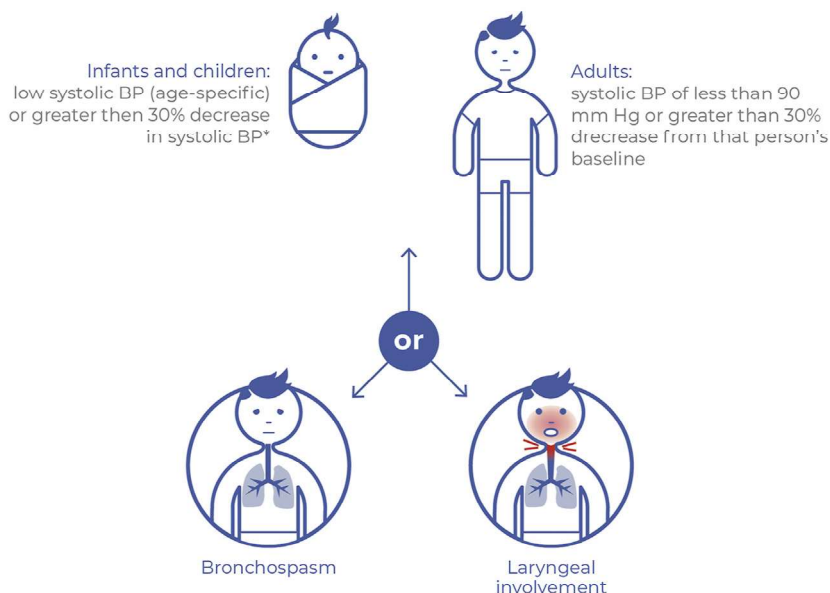 Infants and children:
low systolic BP (age-specific)
or greater then 30% decrease
in systolic BP*
Adults:
systolic BP of less than 90
mm Hg or greater than 30%
drecrease from that person's
baseline
or
Bronchospasm
Laryngeal
involvement